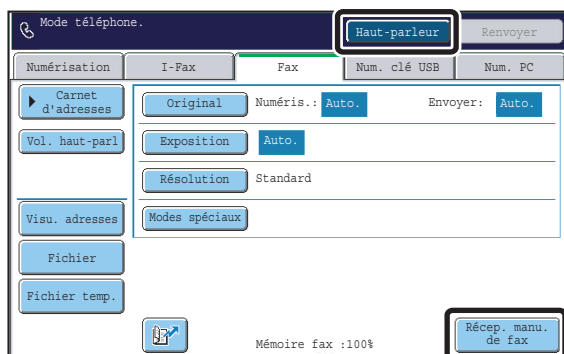 Mode téléphone.
Haut-parleur Renvoyer
Numérisation I-Fax Fax Num. clé USB Num. PC
Carnet
d'adresses
Original Numéris.: Auto. Envoyer: Auto.
Vol. haut-parl
Exposition Auto.
Résolution Standard
Visu. adresses
Modes spéciaux
Fichier
Fichier temp.
Récep. manu.
de fax
Mémoire fax :100%